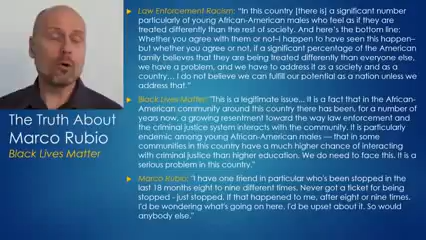 Law Enforcement Racism: "In this country [there is] a significant number
particularly of young African-American males who feel as if they are
treated differently than the rest of society. And here's the bottom line:
Whether you agree with them or not–I happen to have seen this happen–
but whether you agree or not, if a significant percentage of the American
family believes that they are being treated differently than everyone else,
we have a problem, and we have to address it as a society and as a
country… I do not believe we can fulfill our potential as a nation unless we
address that."
Black Lives Matter: "This is a legitimate issue... It is a fact that in the African-
American community around this country there has been, for a number of
years now, a growing resentment toward the way law enforcement and
the criminal justice system interacts with the community. It is particularly
endemic among young African-American males — that in some
communities in this country have a much higher chance of interacting
with criminal justice than higher education. We do need to face this. It is a
serious problem in this country."
Marco Rubio: "I have one friend in particular who's been stopped in the
last 18 months eight to nine different times. Never got a ticket for being
stopped - just stopped. If that happened to me, after eight or nine times.
I'd be wondering what's going on here. I'd be upset about it. So would
anybody else."
The Truth About
Marco Rubio
Black Lives Matter